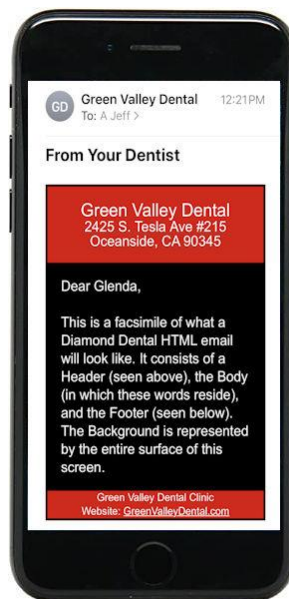 GD
Green Valley Dental 12:21PM
To: A Jeff >
From Your Dentist
Green Valley Dental
2425 S. Tesla Ave #215
Oceanside, CA 90345
Dear Glenda,
This is a facsimile of what a
Diamond Dental HTML email
will look like. It consists of a
Header (seen above), the Body
(in which these words reside),
and the Footer (seen below).
The Background is represented
by the entire surface of this
screen.
Green Valley Dental Clinic
Website: GreenValleyDental.com